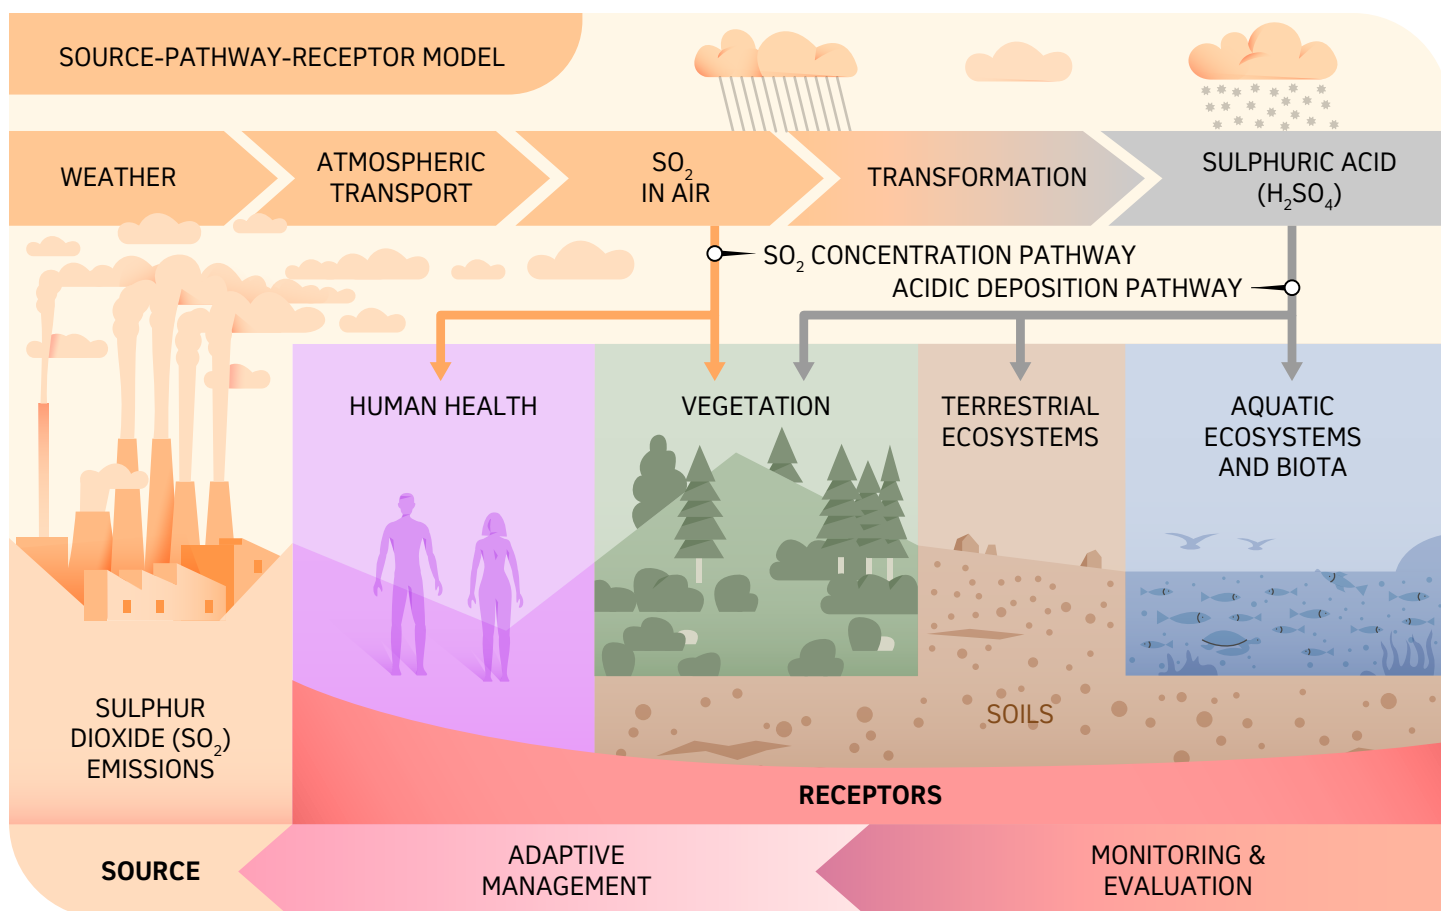 SOURCE-PATHWAY-RECEPTOR MODEL
WEATHER
ATMOSPHERIC
TRANSPORT
SO₂
IN AIR
TRANSFORMATION
SULPHURIC ACID
(H₂SO₄)
SO₂ CONCENTRATION PATHWAY
ACIDIC DEPOSITION PATHWAY
HUMAN HEALTH
VEGETATION
TERRESTRIAL
ECOSYSTEMS
AQUATIC
ECOSYSTEMS
AND BIOTA
SULPHUR
DIOXIDE (SO₂)
EMISSIONS
SOILS
RECEPTORS
SOURCE
ADAPTIVE
MANAGEMENT
MONITORING &
EVALUATION